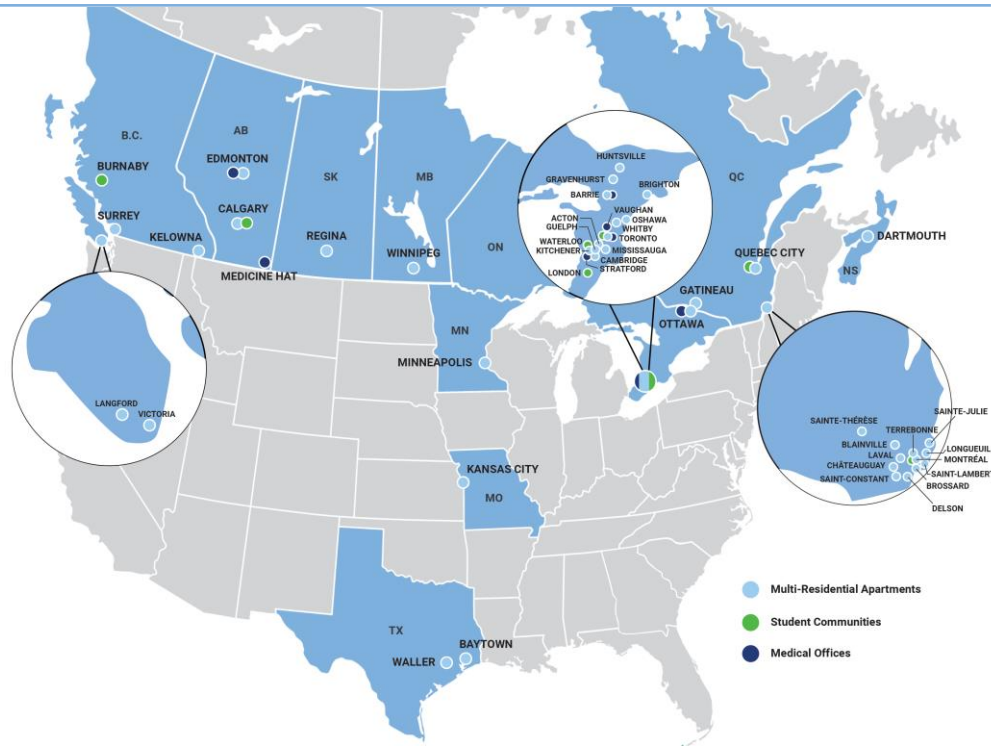 B.C.
BURNABY
SURREY
KELOWNA
AB
EDMONTON
CALGARY
MEDICINE HAT
SK
REGINA
MB
WINNIPEG
ON
HUNTSVILLE
GRAVENHURST
BARRIE
BRIGHTON
VAUGHAN
ACTON
OSHAWA
GUELPH
WHITBY
WATERLOO
TORONTO
KITCHENER
MISSISSAUGA
CAMBRIDGE
STRATFORD
LONDON
QC
QUEBEC CITY
GATINEAU
OTTAWA
NS
DARTMOUTH
LANGFORD
VICTORIA
MN
MINNEAPOLIS
KANSAS CITY
MO
TX
WALLER
BAYTOWN
SAINTE-JULIE
SAINTE-THÉRÈSE
TERREBONNE
BLAINVILLE
LONGUEUIL
LAVAL
MONTRÉAL
CHÂTEAUGUAY
SAINT-LAMBERT
SAINT-CONSTANT
BROSSARD
DELSON
Multi-Residential Apartments
Student Communities
Medical Offices